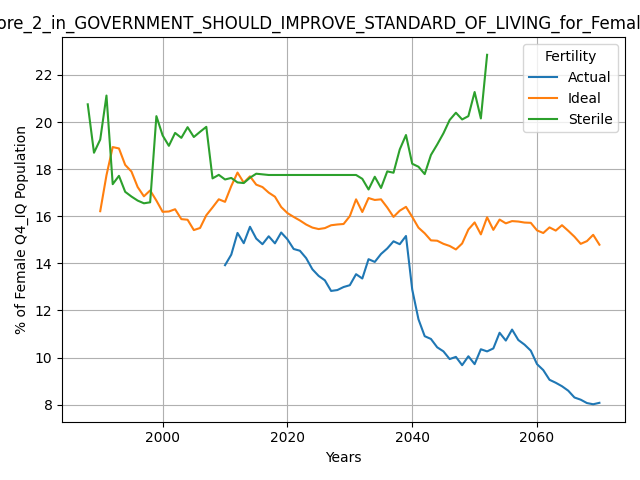 ore_2_in_GOVERNMENT_SHOULD_IMPROVE_STANDARD_OF_LIVING_for_Femal
Fertility
Actual
Ideal
Sterile
% of Female Q4_IQ Population
22
20
18
16
14
12
10
8
2000 2020 2040 2060
Years